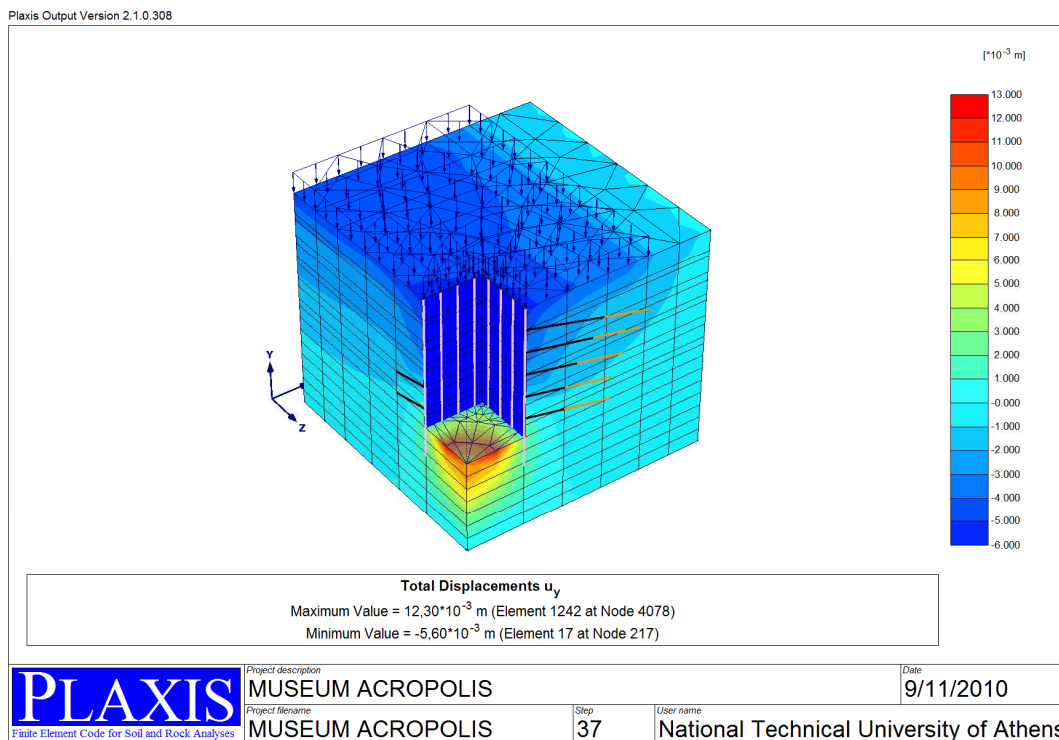 Plaxis Output Version 2.1.0.308
[*10⁻³ m]
13.000
12.000
11.000
10.000
9.000
8.000
7.000
6.000
5.000
4.000
3.000
2.000
1.000
-0.000
-1.000
-2.000
-3.000
-4.000
-5.000
-6.000
Y
Z
Total Displacements uy
Maximum Value = 12,30*10⁻³ m (Element 1242 at Node 4078)
Minimum Value = -5,60*10⁻³ m (Element 17 at Node 217)
PLAXIS
Finite Element Code for Soil and Rock Analyses
Project description
MUSEUM ACROPOLIS
Date
9/11/2010
Project filename
MUSEUM ACROPOLIS
Step
37
User name
National Technical University of Athens